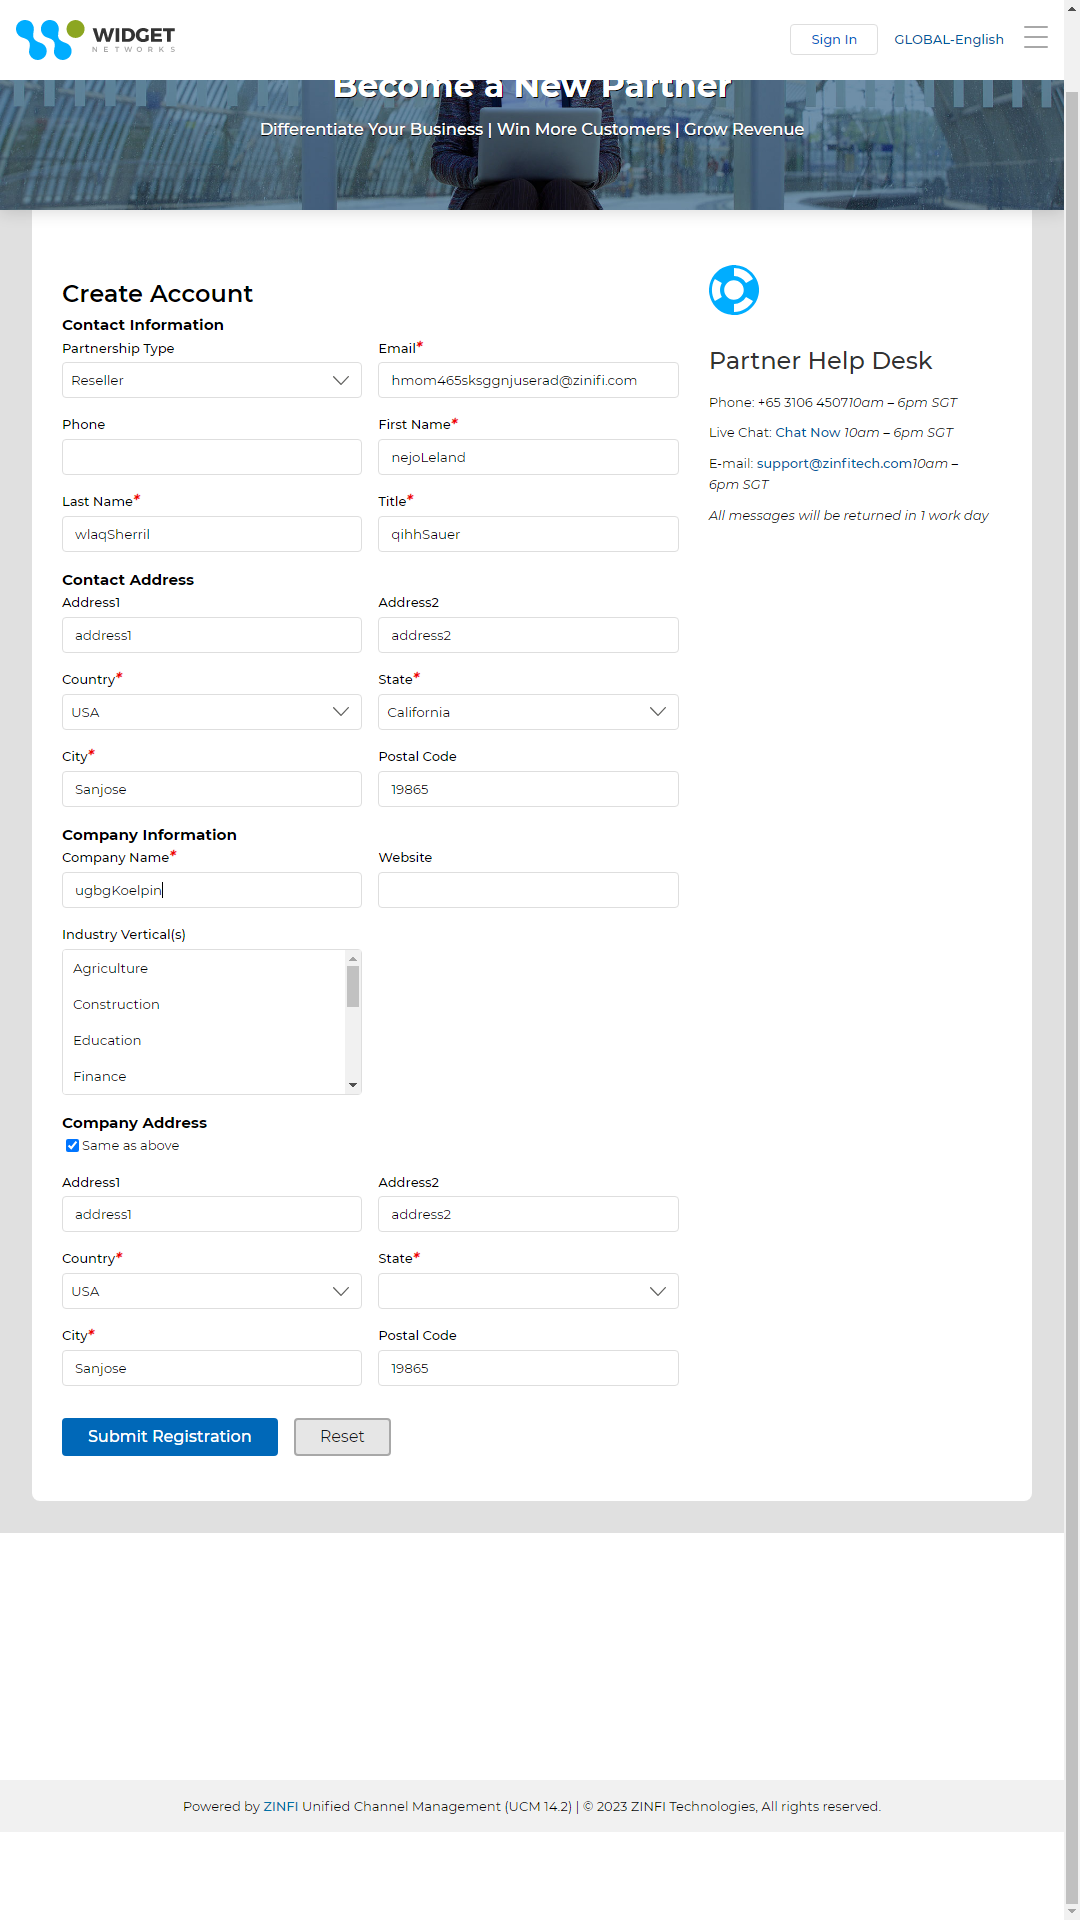 WIDGET
NETWORKS
Sign In
GLOBAL-English
Become a New Partner
Differentiate Your Business | Win More Customers | Grow Revenue
Create Account
Contact Information
Partnership Type
Email*
Reseller
hmom465sksggnjuserad@zinifi.com
Phone
First Name*
nejoLeland
Last Name*
Title*
wlaqSherril
qihhSauer
Contact Address
Address1
Address2
address1
address2
Country*
State*
USA
California
City*
Postal Code
Sanjose
19865
Company Information
Company Name*
Website
ugbgKoelpin
Industry Vertical(s)
Agriculture
Construction
Education
Finance
Company Address
Same as above
Address1
Address2
address1
address2
Country*
State*
USA
City*
Postal Code
Sanjose
19865
Submit Registration
Reset
Partner Help Desk
Phone: +65 3106 450710am – 6pm SGT
Live Chat: Chat Now 10am – 6pm SGT
E-mail: support@zinfitech.com10am –
6pm SGT
All messages will be returned in 1 work day
Powered by ZINFI Unified Channel Management (UCM 14.2) | © 2023 ZINFI Technologies, All rights reserved.